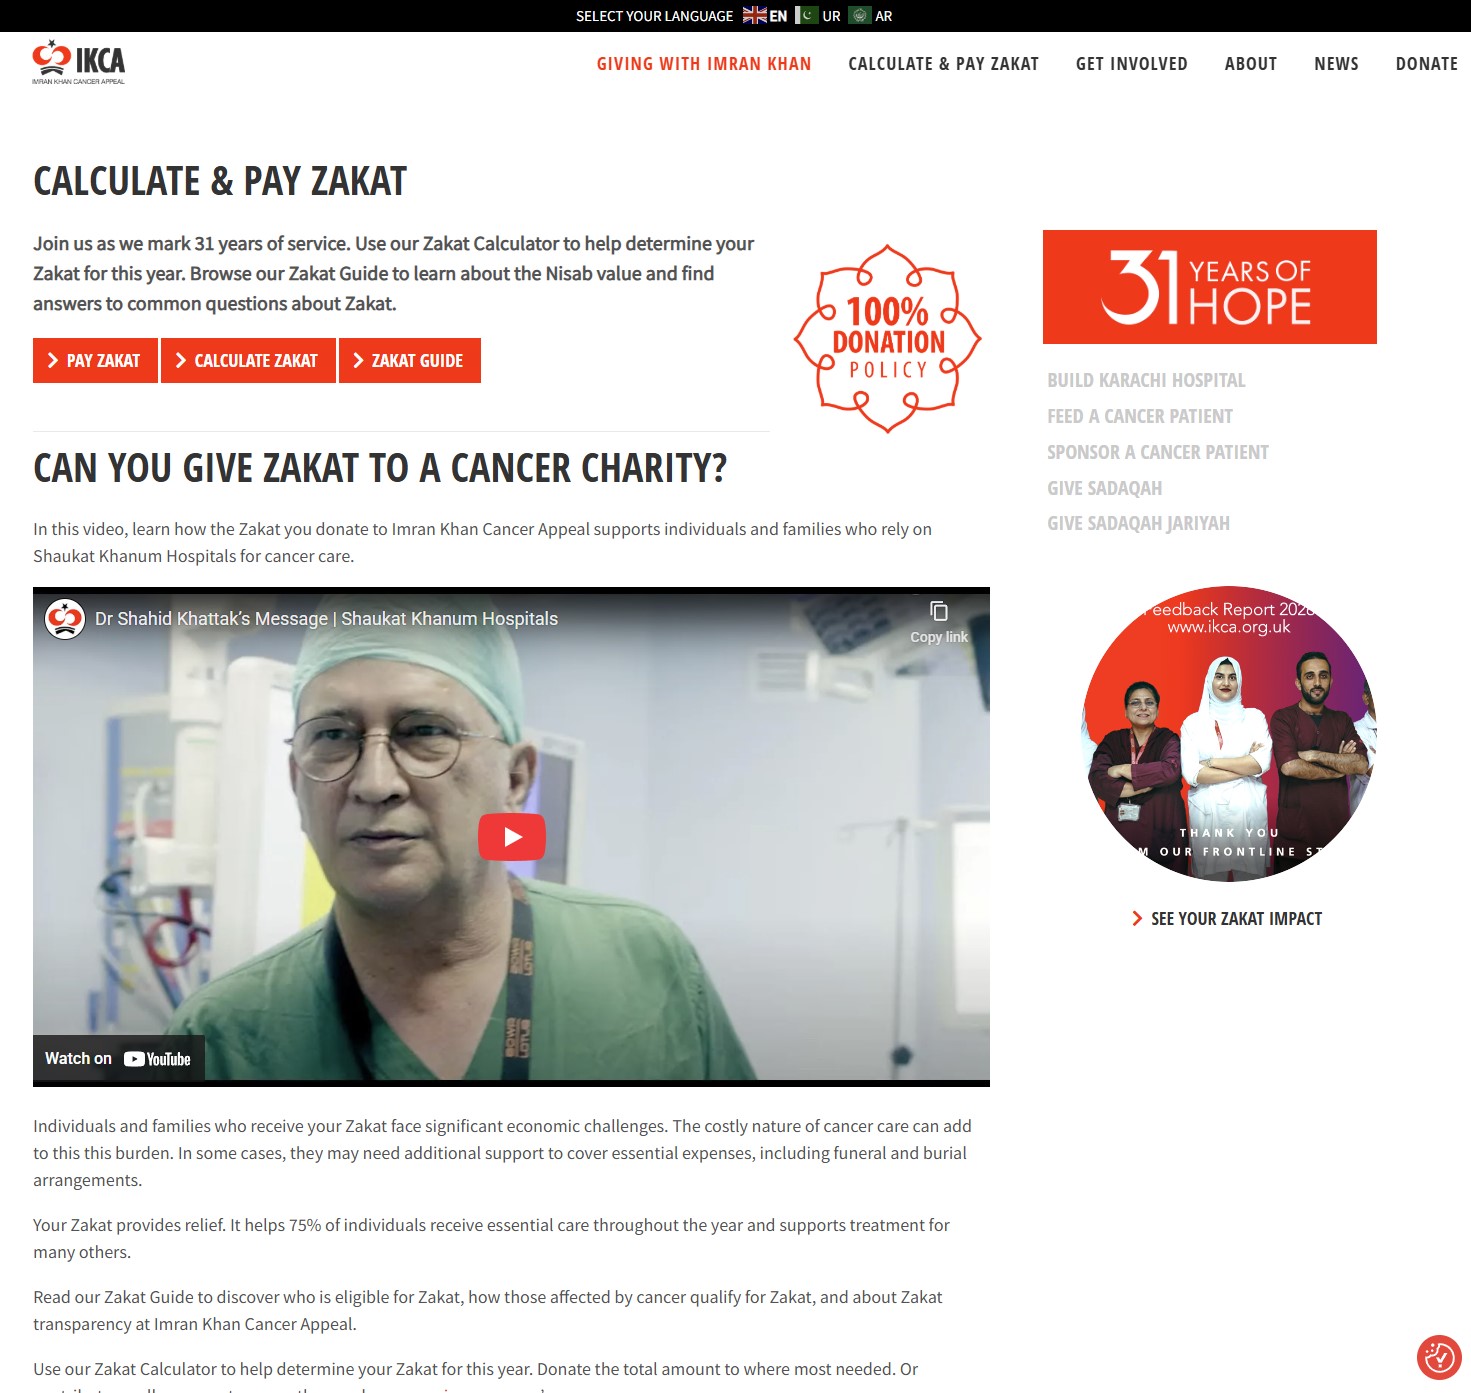 SELECT YOUR LANGUAGE EN UR AR
IKCA
IMRAN KHAN CANCER APPEAL
GIVING WITH IMRAN KHAN
CALCULATE & PAY ZAKAT
GET INVOLVED
ABOUT
NEWS
DONATE
CALCULATE & PAY ZAKAT
Join us as we mark 31 years of service. Use our Zakat Calculator to help determine your
Zakat for this year. Browse our Zakat Guide to learn about the Nisab value and find
answers to common questions about Zakat.
PAY ZAKAT
CALCULATE ZAKAT
ZAKAT GUIDE
100%
DONATION
POLICY
CAN YOU GIVE ZAKAT TO A CANCER CHARITY?
In this video, learn how the Zakat you donate to Imran Khan Cancer Appeal supports individuals and families who rely on
Shaukat Khanum Hospitals for cancer care.
Dr Shahid Khattak's Message | Shaukat Khanum Hospitals
Copy link
Watch on YouTube
Individuals and families who receive your Zakat face significant economic challenges. The costly nature of cancer care can add
to this this burden. In some cases, they may need additional support to cover essential expenses, including funeral and burial
arrangements.
Your Zakat provides relief. It helps 75% of individuals receive essential care throughout the year and supports treatment for
many others.
Read our Zakat Guide to discover who is eligible for Zakat, how those affected by cancer qualify for Zakat, and about Zakat
transparency at Imran Khan Cancer Appeal.
Use our Zakat Calculator to help determine your Zakat for this year. Donate the total amount to where most needed. Or
31 YEARS OF
HOPE
BUILD KARACHI HOSPITAL
FEED A CANCER PATIENT
SPONSOR A CANCER PATIENT
GIVE SADAQAH
GIVE SADAQAH JARIYAH
Report
www.ikca.org.uk
THANK YOU
OUR FRONTLINE
SEE YOUR ZAKAT IMPACT